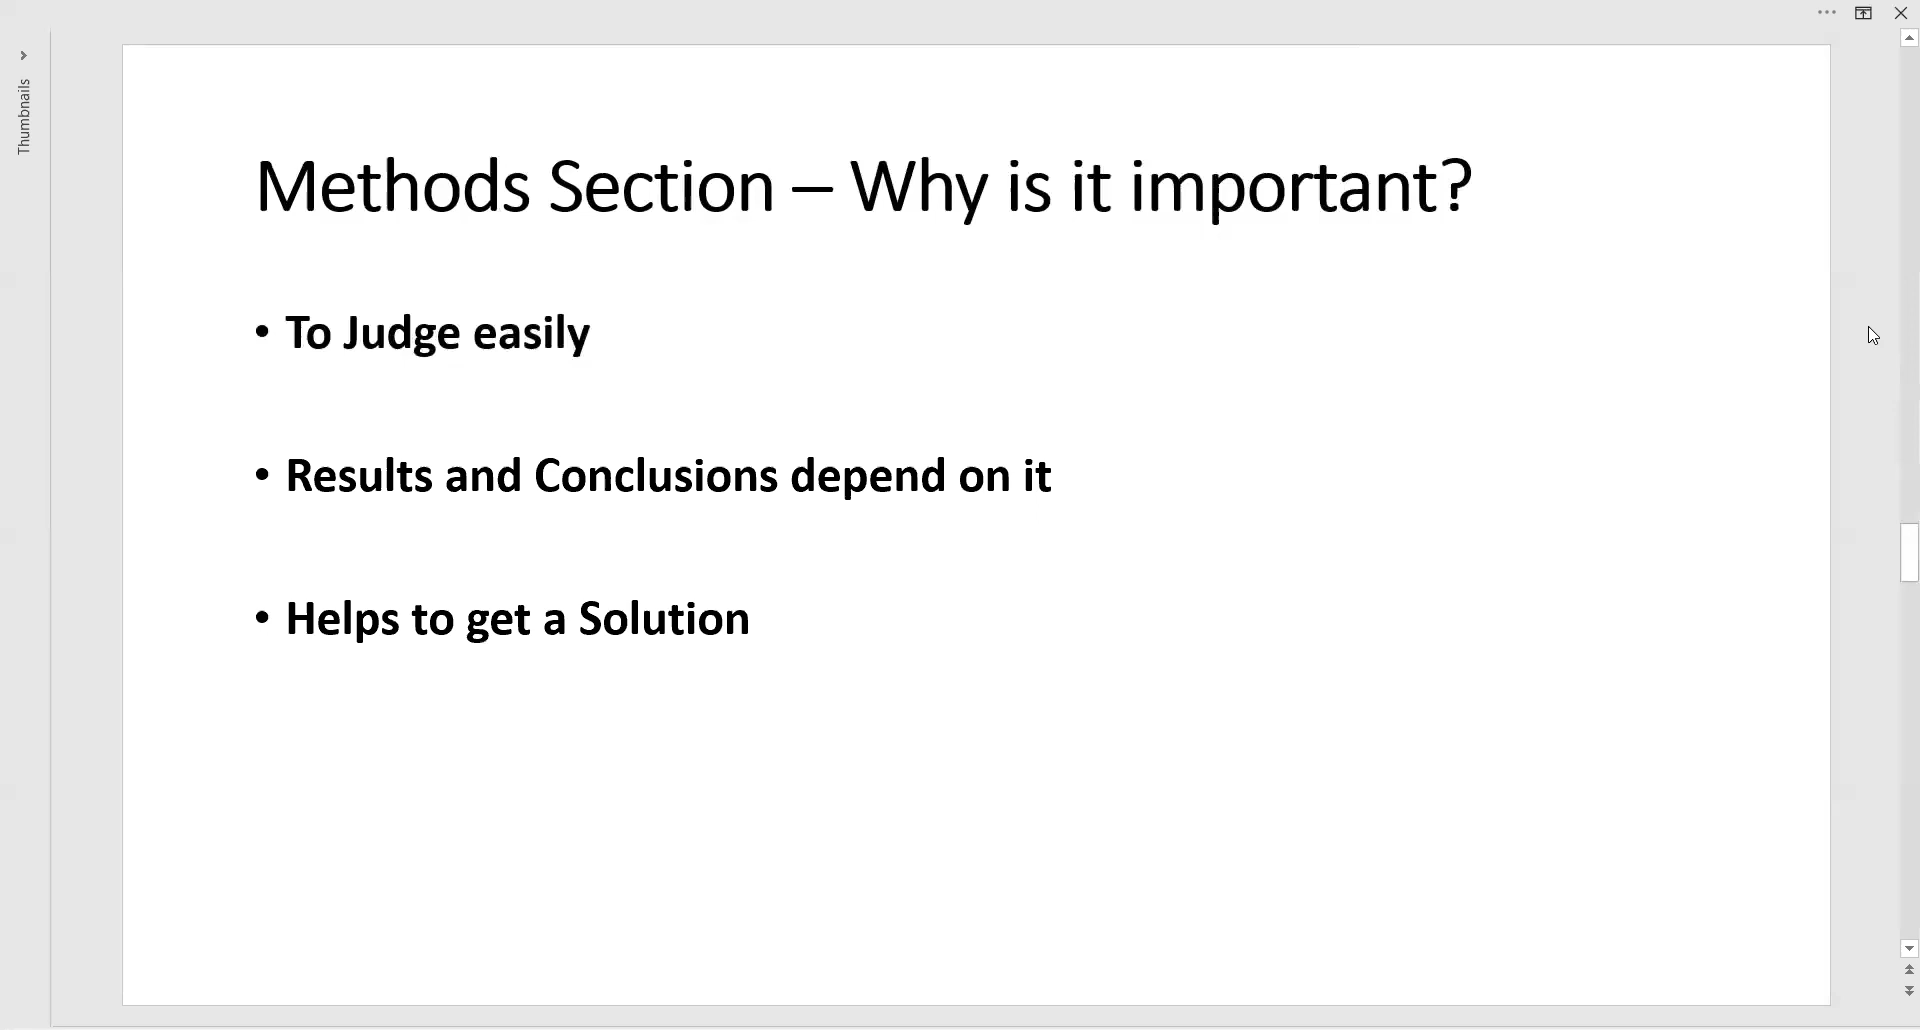 Thumbnails
Methods Section – Why is it important?
• To Judge easily
• Results and Conclusions depend on it
• Helps to get a Solution